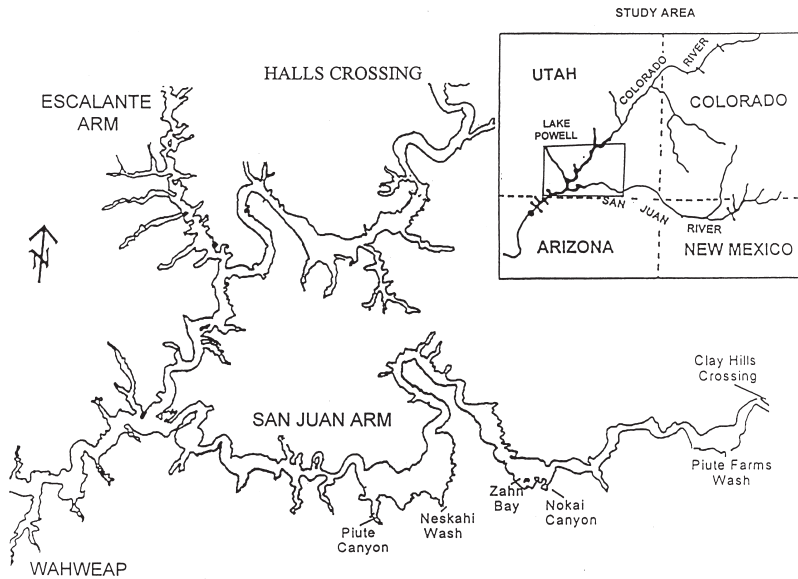 STUDY AREA
HALLS CROSSING
ESCALANTE
ARM
UTAH
COLORADO
RIVER
COLORADO
LAKE
POWELL
SAN
JUAN
RIVER
ARIZONA
NEW MEXICO
N
Clay Hills
Crossing
SAN JUAN ARM
Piute Farms
Wash
Zahn
Bay
Nokai
Canyon
Neskahi
Wash
Piute
Canyon
WAHWEAP